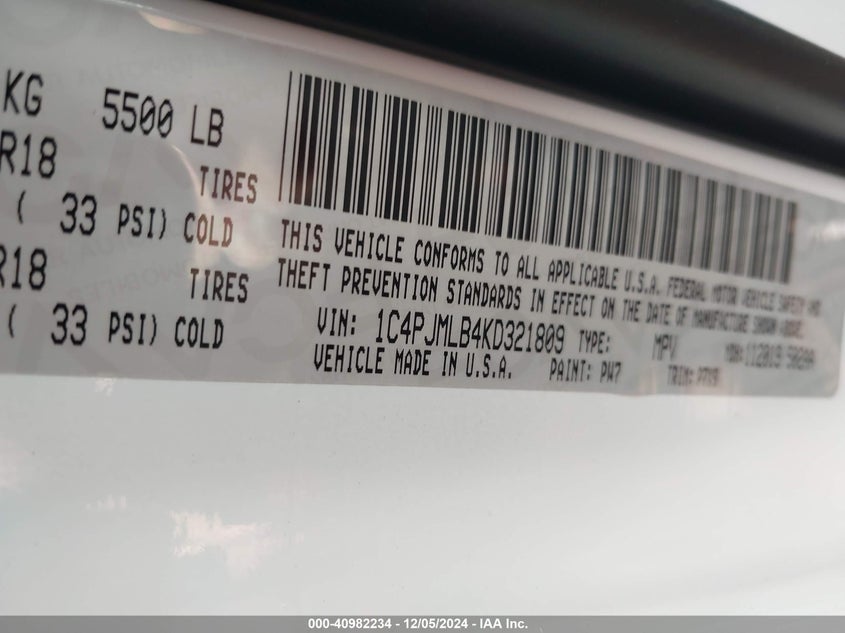 KG 5500 LB
R18 TIRES
( 33 PSI) COLD
R18 TIRES
( 33 PSI) COLD
THIS VEHICLE CONFORMS TO ALL APPLICABLE U.S.A. FEDERAL MOTOR VEHICLE SAFETY AND
THEFT PREVENTION STANDARDS IN EFFECT ON THE DATE OF MANUFACTURE SHOWN ABOVE.
VIN: 1C4PJMLB4KD321809 TYPE: MPV
VEHICLE MADE IN U.S.A. PAINT: PW7 TRIM:
000-40982234 - 12/05/2024 - IAA Inc.